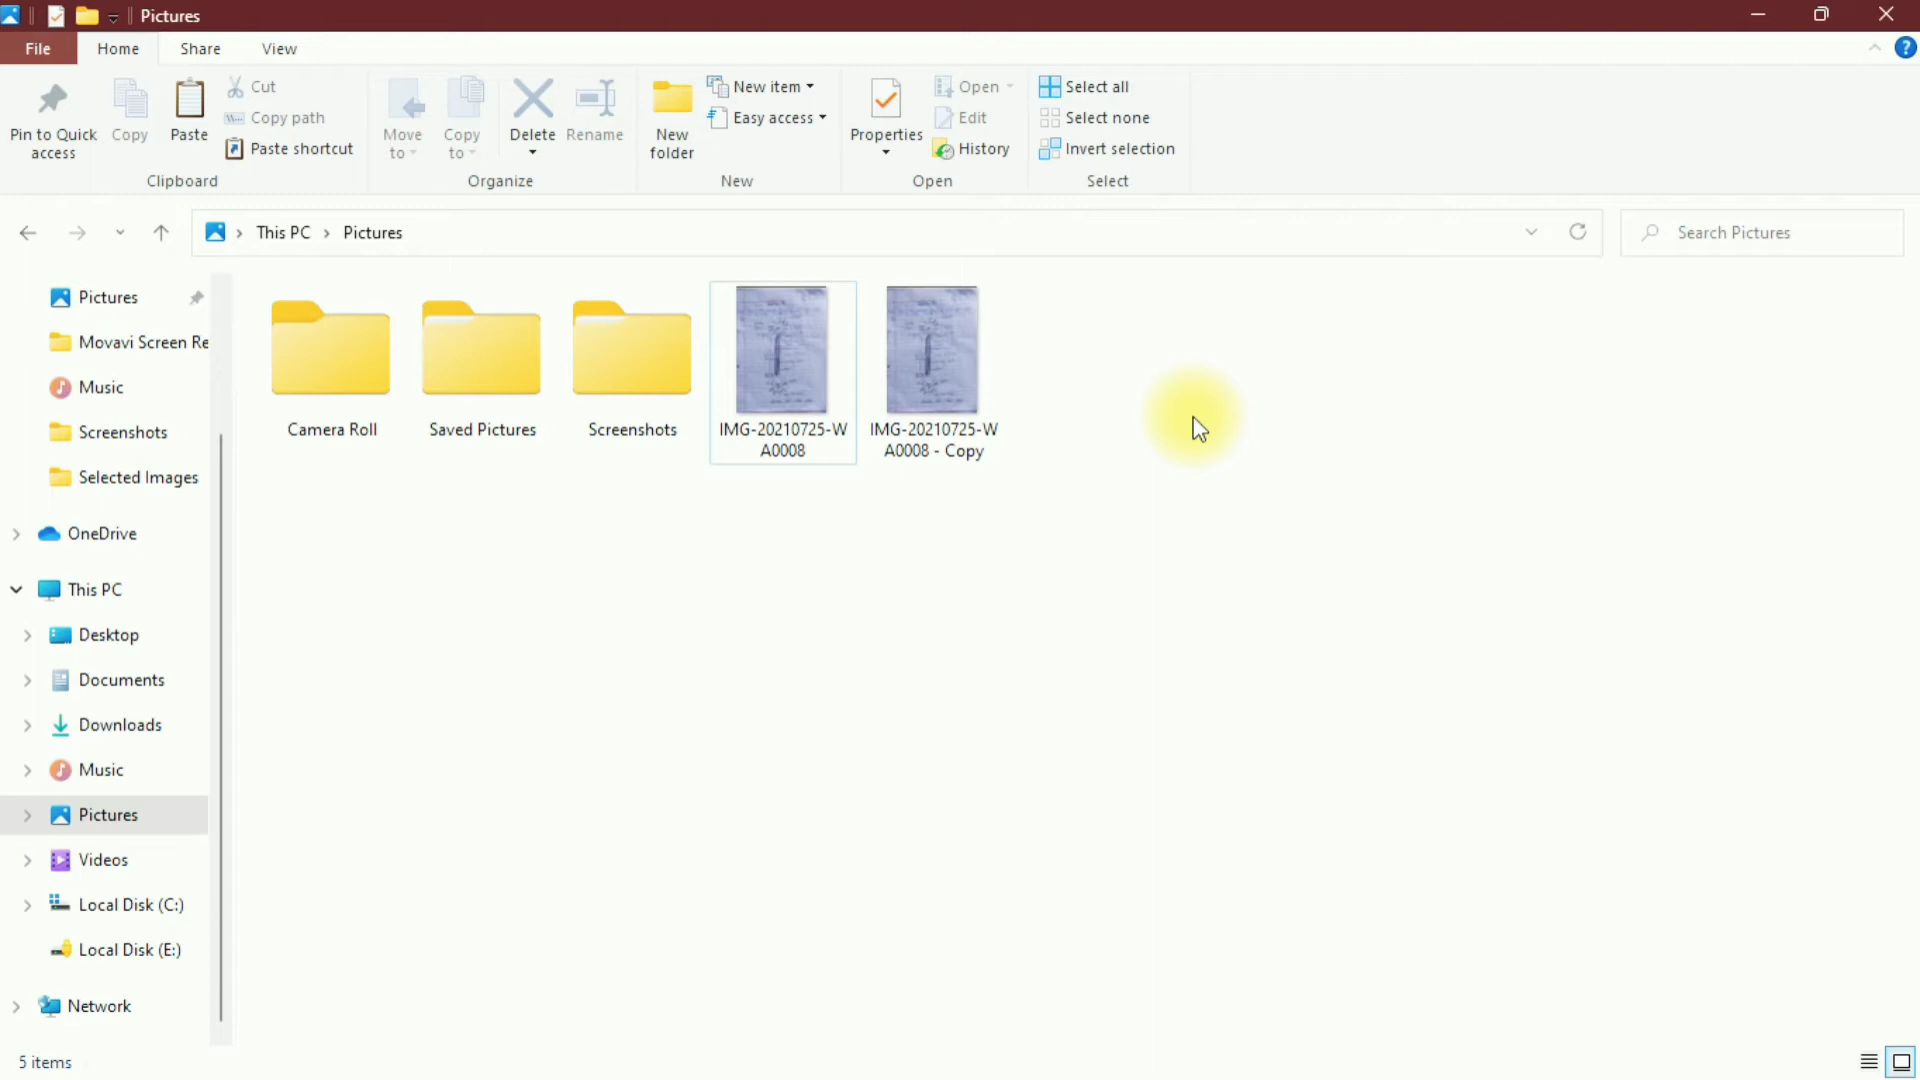 Pictures
File Home Share View
Pin to Quick access
Copy
Paste
Cut
Copy path
Paste shortcut
Clipboard
Move to
Copy to
Delete
Rename
Organize
New folder
New item
Easy access
New
Properties
Open
Edit
History
Open
Select all
Select none
Invert selection
Select
This PC > Pictures
Search Pictures
Pictures
Movavi Screen Re
Music
Screenshots
Selected Images
OneDrive
This PC
Desktop
Documents
Downloads
Music
Pictures
Videos
Local Disk (C:)
Local Disk (E:)
Network
Camera Roll
Saved Pictures
Screenshots
IMG-20210725-W
A0008
IMG-20210725-W
A0008 - Copy
5 items